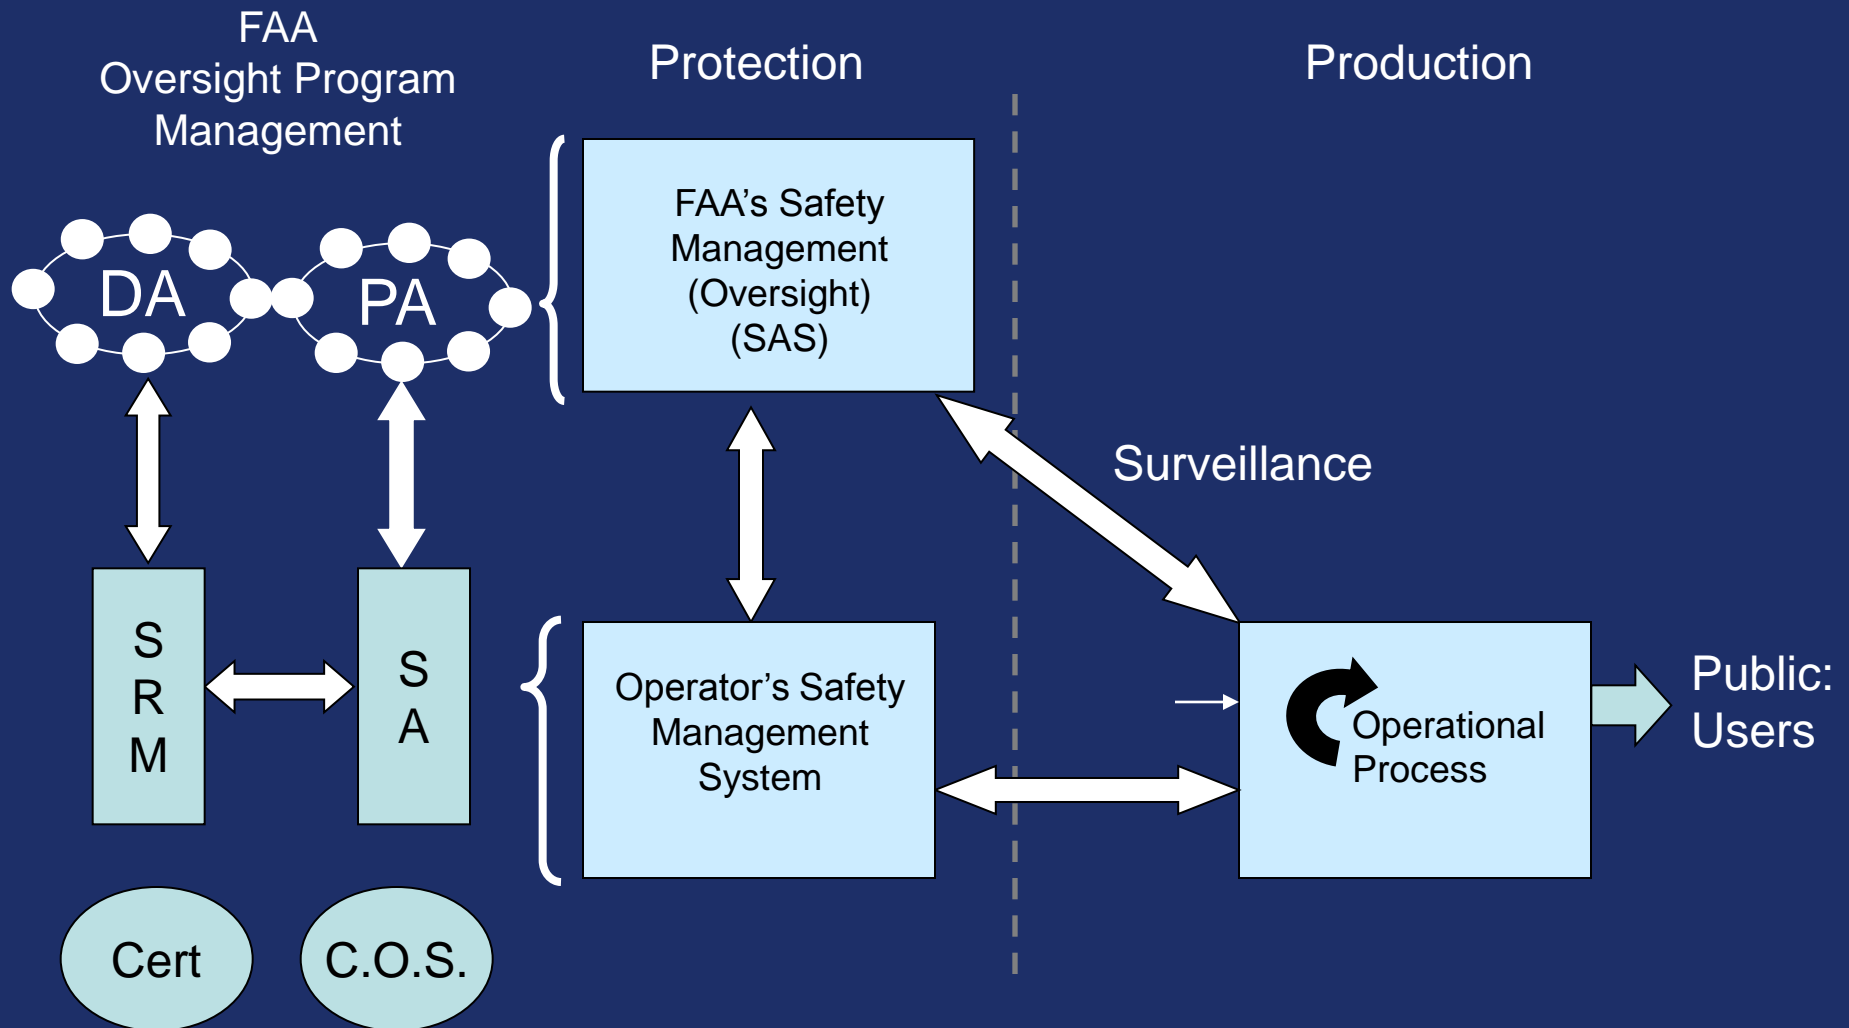 FAA
Oversight Program
Management
Protection
Production
DA
PA
FAA’s Safety
Management
(Oversight)
(SAS)
Surveillance
S
R
M
S
A
Operator’s Safety
Management
System
Operational
Process
Public:
Users
Cert
C.O.S.